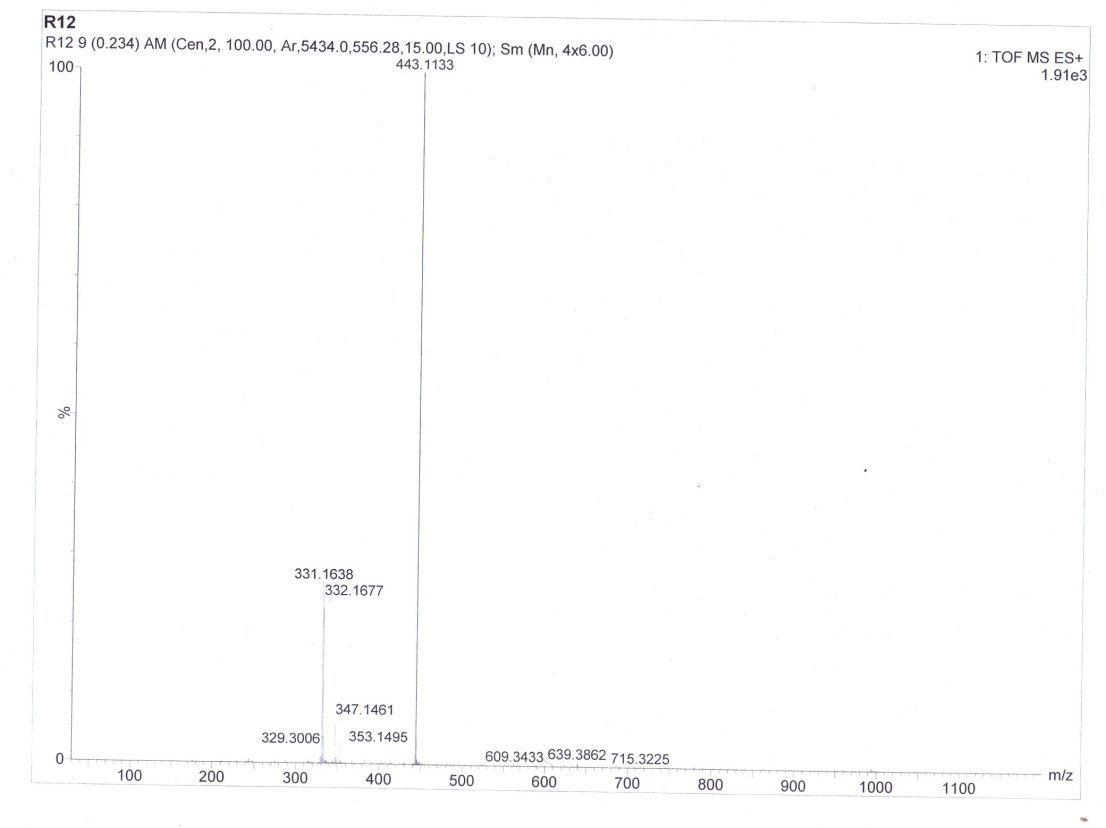 R12
R12 9 (0.234) AM (Cen,2, 100.00, Ar,5434.0,556.28,15.00,LS 10); Sm (Mn, 4x6.00)
1: TOF MS ES+
1.91e3
100
443.1133
%
331.1638
332.1677
347.1461
329.3006
353.1495
609.3433
639.3862
715.3225
0
m/z
100 200 300 400 500 600 700 800 900 1000 1100